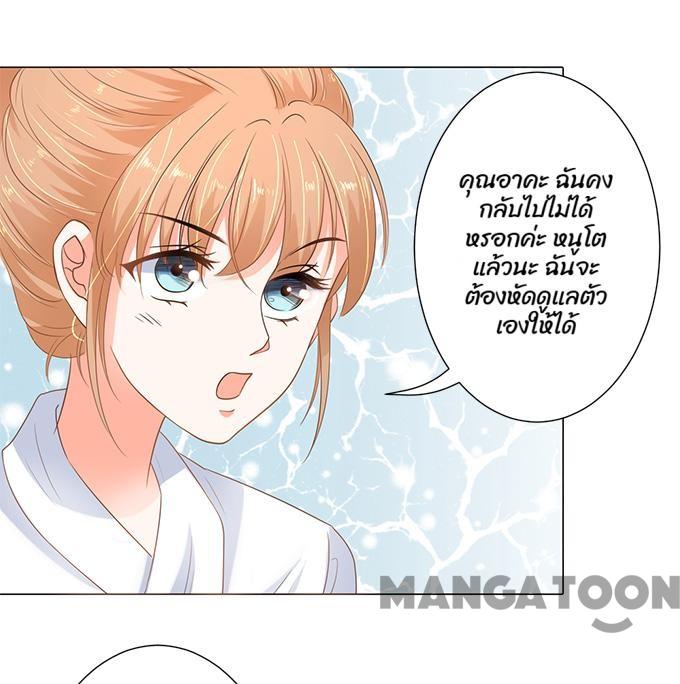 คุณอาคะ ฉันคง
กลับไปไม่ได้
หรอกค่ะ หนูโต
แล้วนะ ฉันจะ
ต้องหัดดูแลตัว
เองให้ได้
MANGATOON